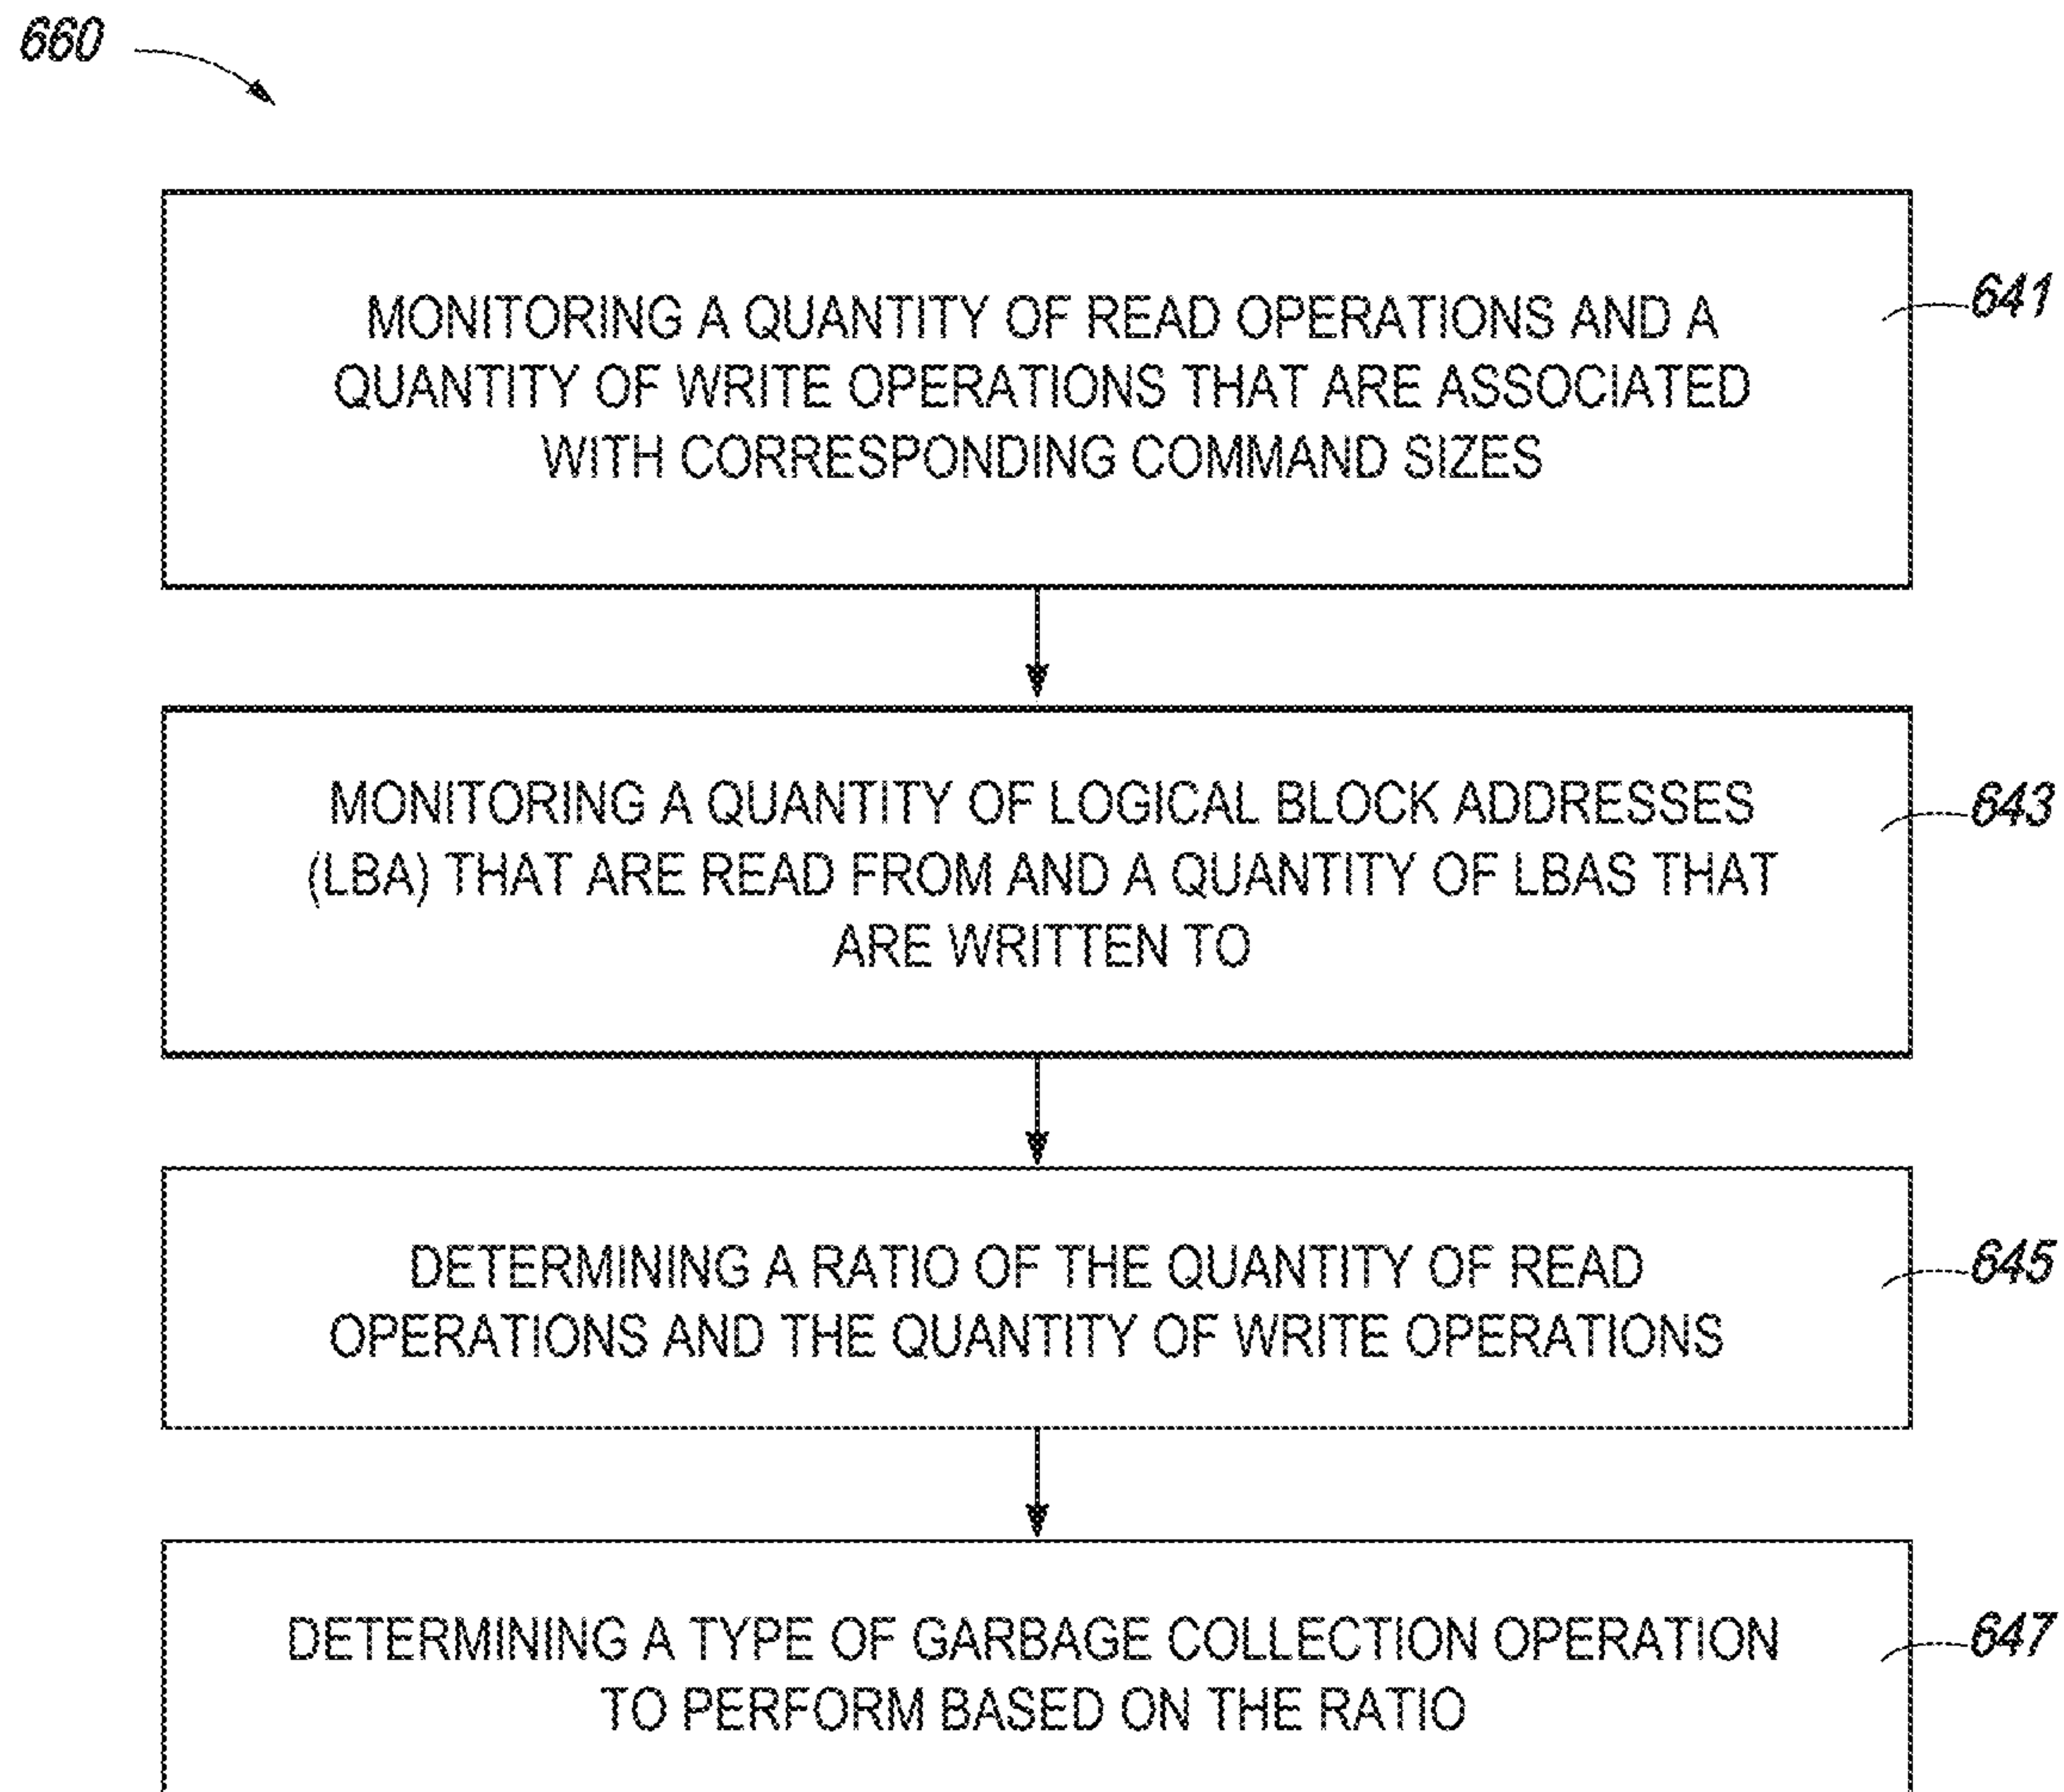 660
MONITORING A QUANTITY OF READ OPERATIONS AND A
QUANTITY OF WRITE OPERATIONS THAT ARE ASSOCIATED
WITH CORRESPONDING COMMAND SIZES
641
MONITORING A QUANTITY OF LOGICAL BLOCK ADDRESSES
(LBA) THAT ARE READ FROM AND A QUANTITY OF LBAS THAT
ARE WRITTEN TO
643
DETERMINING A RATIO OF THE QUANTITY OF READ
OPERATIONS AND THE QUANTITY OF WRITE OPERATIONS
645
DETERMINING A TYPE OF GARBAGE COLLECTION OPERATION
TO PERFORM BASED ON THE RATIO
647